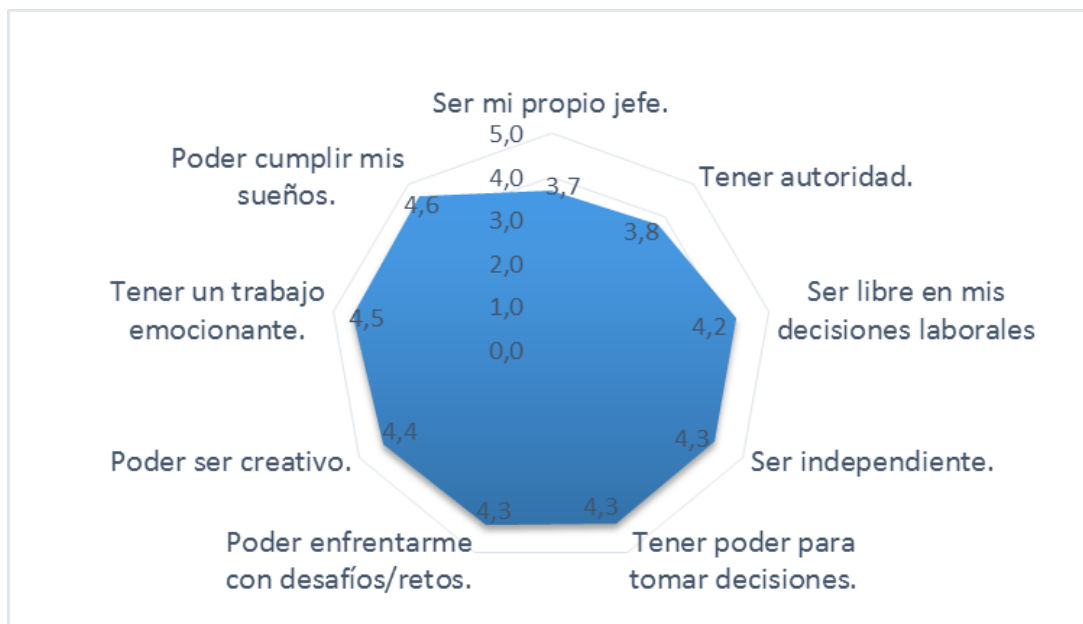 Ser mi propio jefe.
5,0
Poder cumplir mis
sueños.
4,0
Tener autoridad.
3,7
4,6
3,0
3,8
2,0
Tener un trabajo
emocionante.
4,5
1,0
4,2
Ser libre en mis
decisiones laborales
0,0
4,4
4,3
Poder ser creativo.
Ser independiente.
4,3
4,3
Poder enfrentarme
con desafíos/retos.
Tener poder para
tomar decisiones.